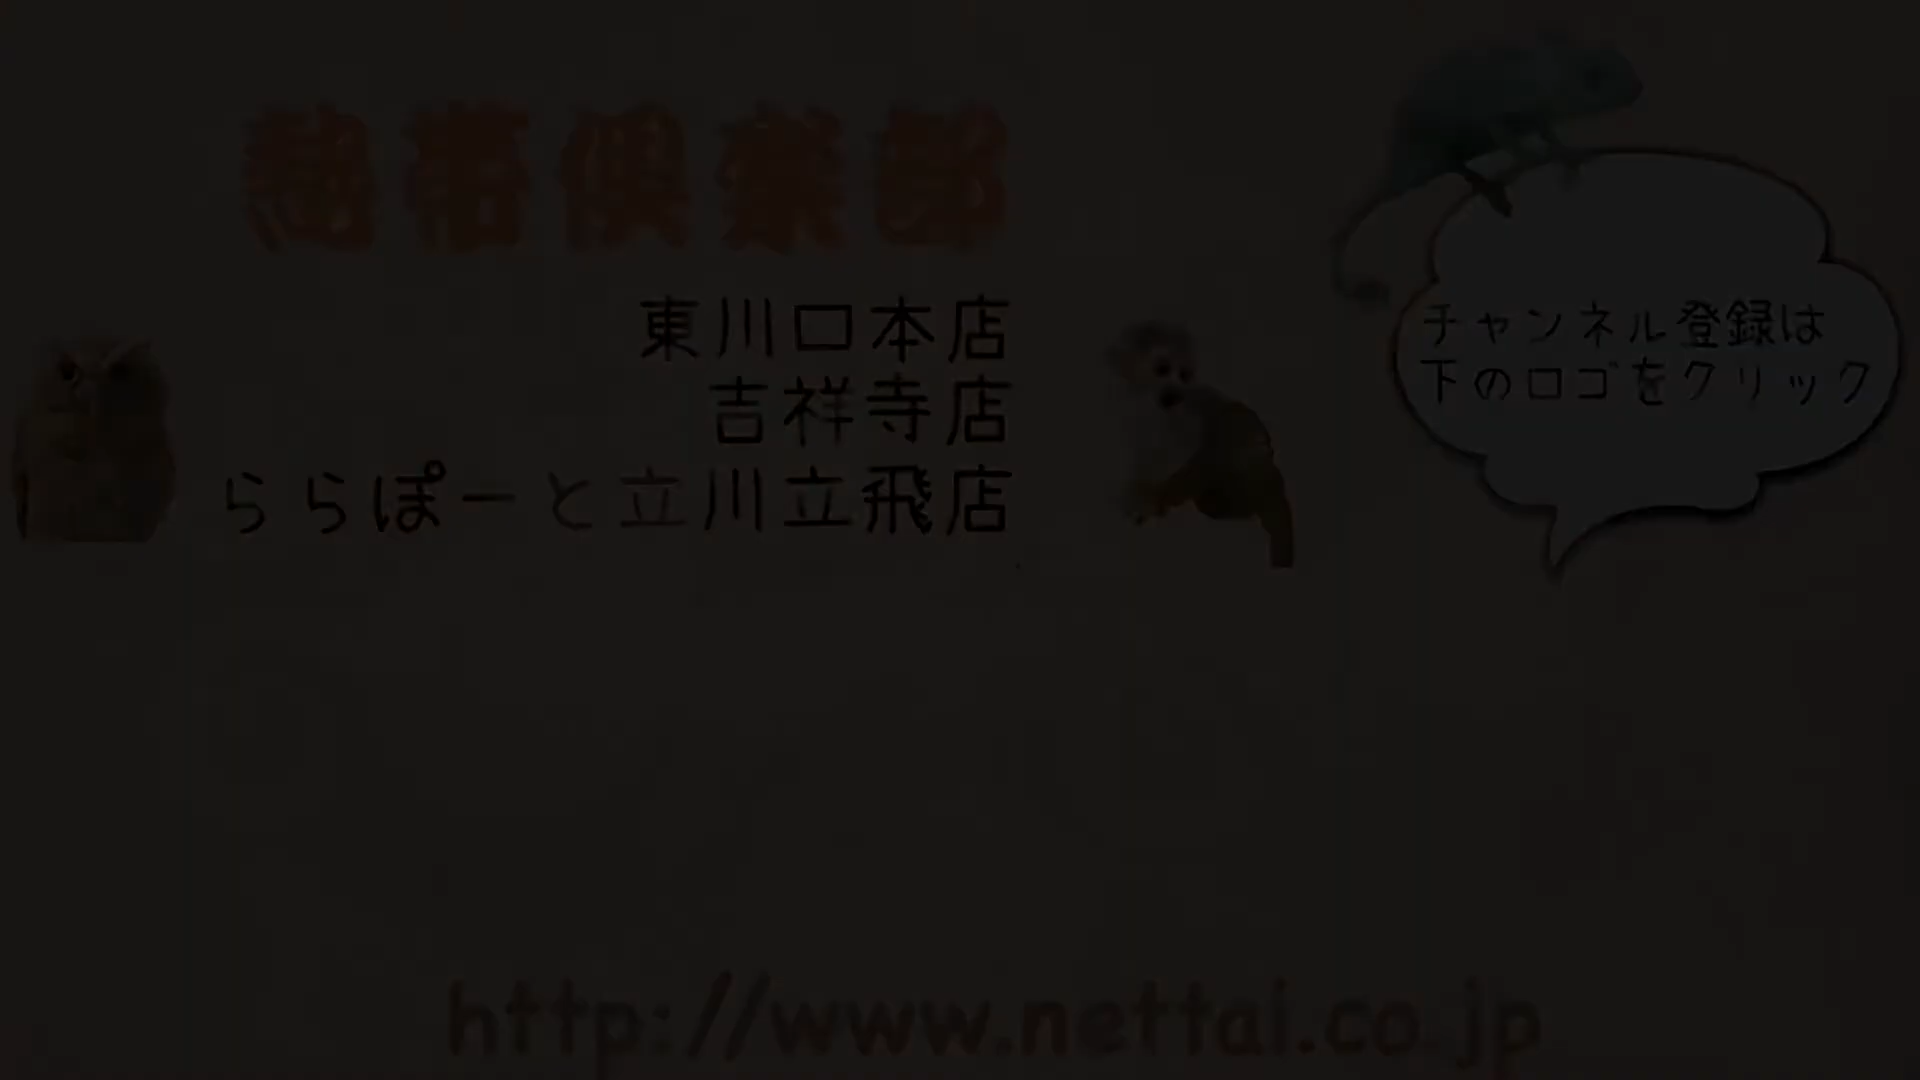 熱帯倶楽部
東川口本店
吉祥寺店
ららぽーと立川立飛店
チャンネル登録は
下のロゴをクリック
http://www.nettai.co.jp